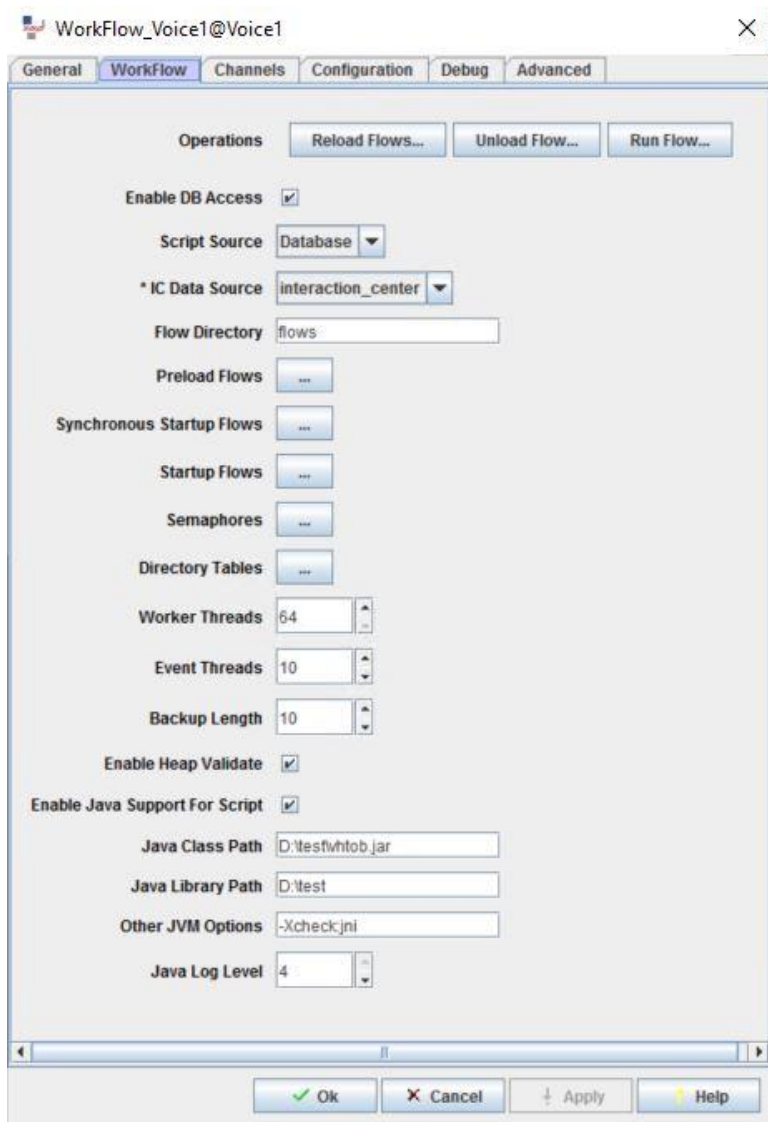 WorkFlow_Voice1@Voice1
General WorkFlow Channels Configuration Debug Advanced
Operations Reload Flows... Unload Flow... Run Flow...
Enable DB Access
Script Source Database
* IC Data Source interaction_center
Flow Directory flows
Preload Flows ...
Synchronous Startup Flows ...
Startup Flows ...
Semaphores ...
Directory Tables ...
Worker Threads 64
Event Threads 10
Backup Length 10
Enable Heap Validate
Enable Java Support For Script
Java Class Path D:\test\vhtob.jar
Java Library Path D:\test
Other JVM Options -Xcheck:jni
Java Log Level 4
Ok Cancel Apply Help